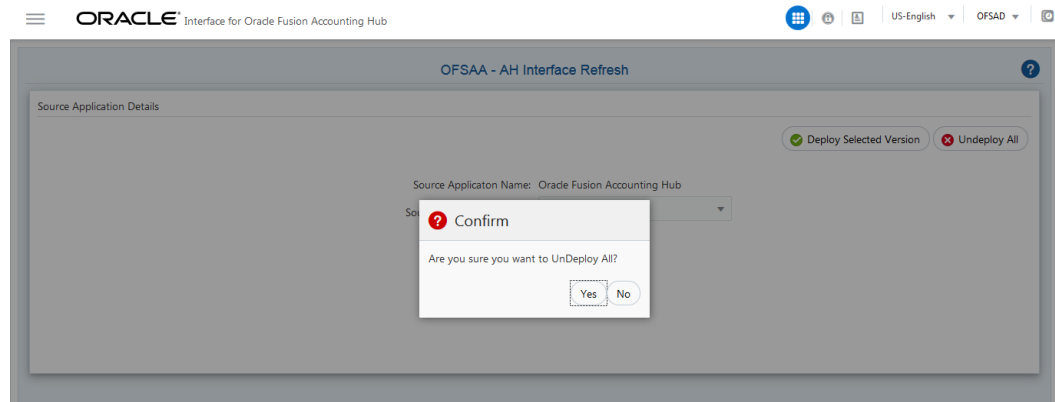 ORACLE® Interface for Oracle Fusion Accounting Hub
US-English OFSAD
OFSAA - AH Interface Refresh
?
Source Application Details
Deploy Selected Version Undeploy All
Source Applicaton Name: Oracle Fusion Accounting Hub
Sou
? Confirm
Are you sure you want to UnDeploy All?
Yes No